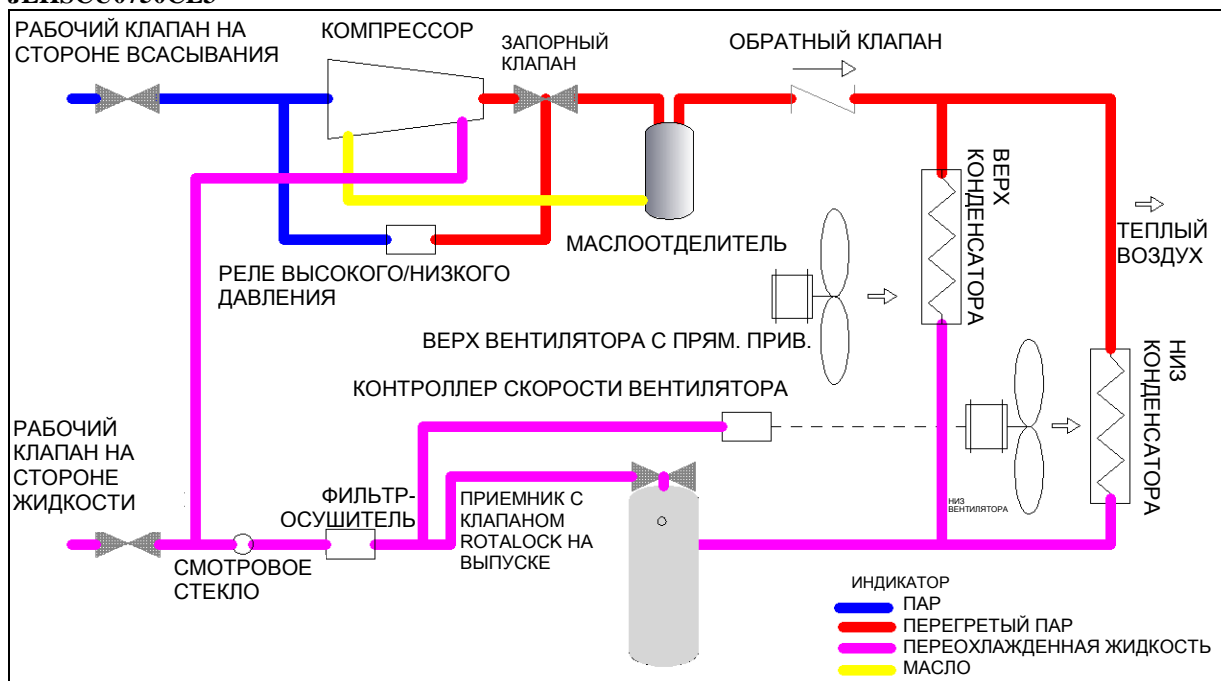 РАБОЧИЙ КЛАПАН НА
СТОРОНЕ ВСАСЫВАНИЯ
КОМПРЕССОР
ЗАПОРНЫЙ
КЛАПАН
ОБРАТНЫЙ КЛАПАН
ВЕРХ
КОНДЕНСАТОРА
ТЕПЛЫЙ
ВОЗДУХ
МАСЛООТДЕЛИТЕЛЬ
РЕЛЕ ВЫСОКОГО/НИЗКОГО
ДАВЛЕНИЯ
ВЕРХ ВЕНТИЛЯТОРА С ПРЯМ. ПРИВ.
НИЗ
КОНДЕНСАТОРА
КОНТРОЛЛЕР СКОРОСТИ ВЕНТИЛЯТОРА
РАБОЧИЙ
КЛАПАН НА
СТОРОНЕ
ЖИДКОСТИ
ФИЛЬТР-
ОСУШИТЕЛЬ
ПРИЕМНИК С
КЛАПАНОМ
ROTALOCK НА
ВЫПУСКЕ
НИЗ
ВЕНТИЛЯТОРА
СМОТРОВОЕ
СТЕКЛО
ИНДИКАТОР
ПАР
ПЕРЕГРЕТЫЙ ПАР
ПЕРЕОХЛАЖДЕННАЯ ЖИДКОСТЬ
МАСЛО